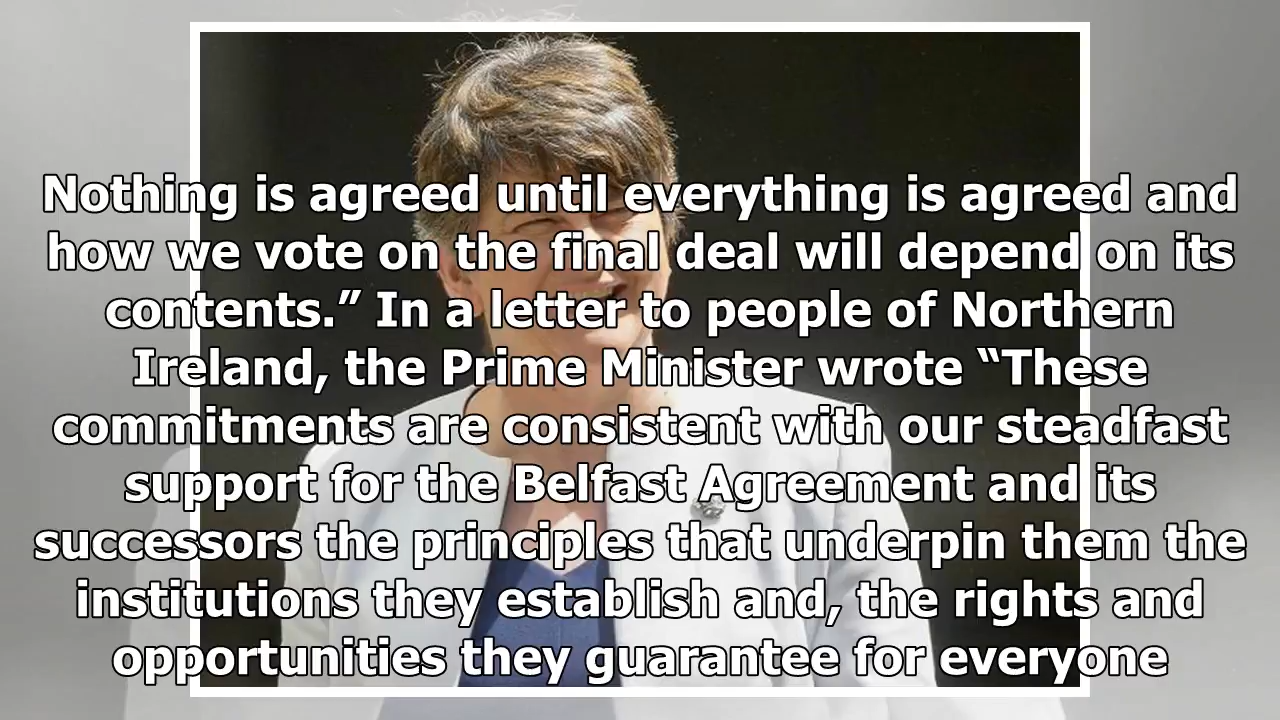 Nothing is agreed until everything is agreed and
how we vote on the final deal will depend on its
contents.” In a letter to people of Northern
Ireland, the Prime Minister wrote “These
commitments are consistent with our steadfast
support for the Belfast Agreement and its
successors the principles that underpin them the
institutions they establish and, the rights and
opportunities they guarantee for everyone